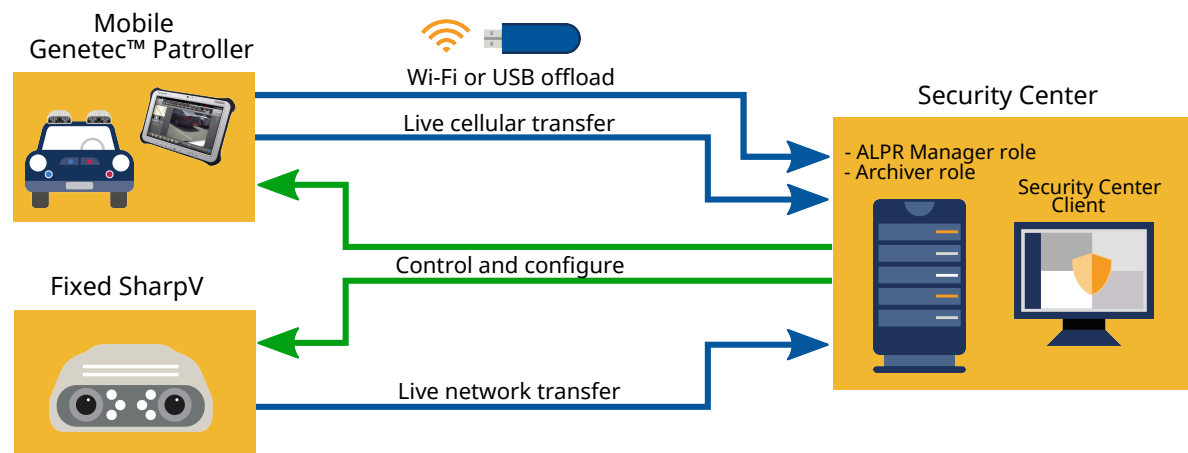 Mobile
Genetec™ Patroller
Wi-Fi or USB offload
Live cellular transfer
Security Center
- ALPR Manager role
- Archiver role
Security Center
Client
Control and configure
Fixed SharpV
Live network transfer